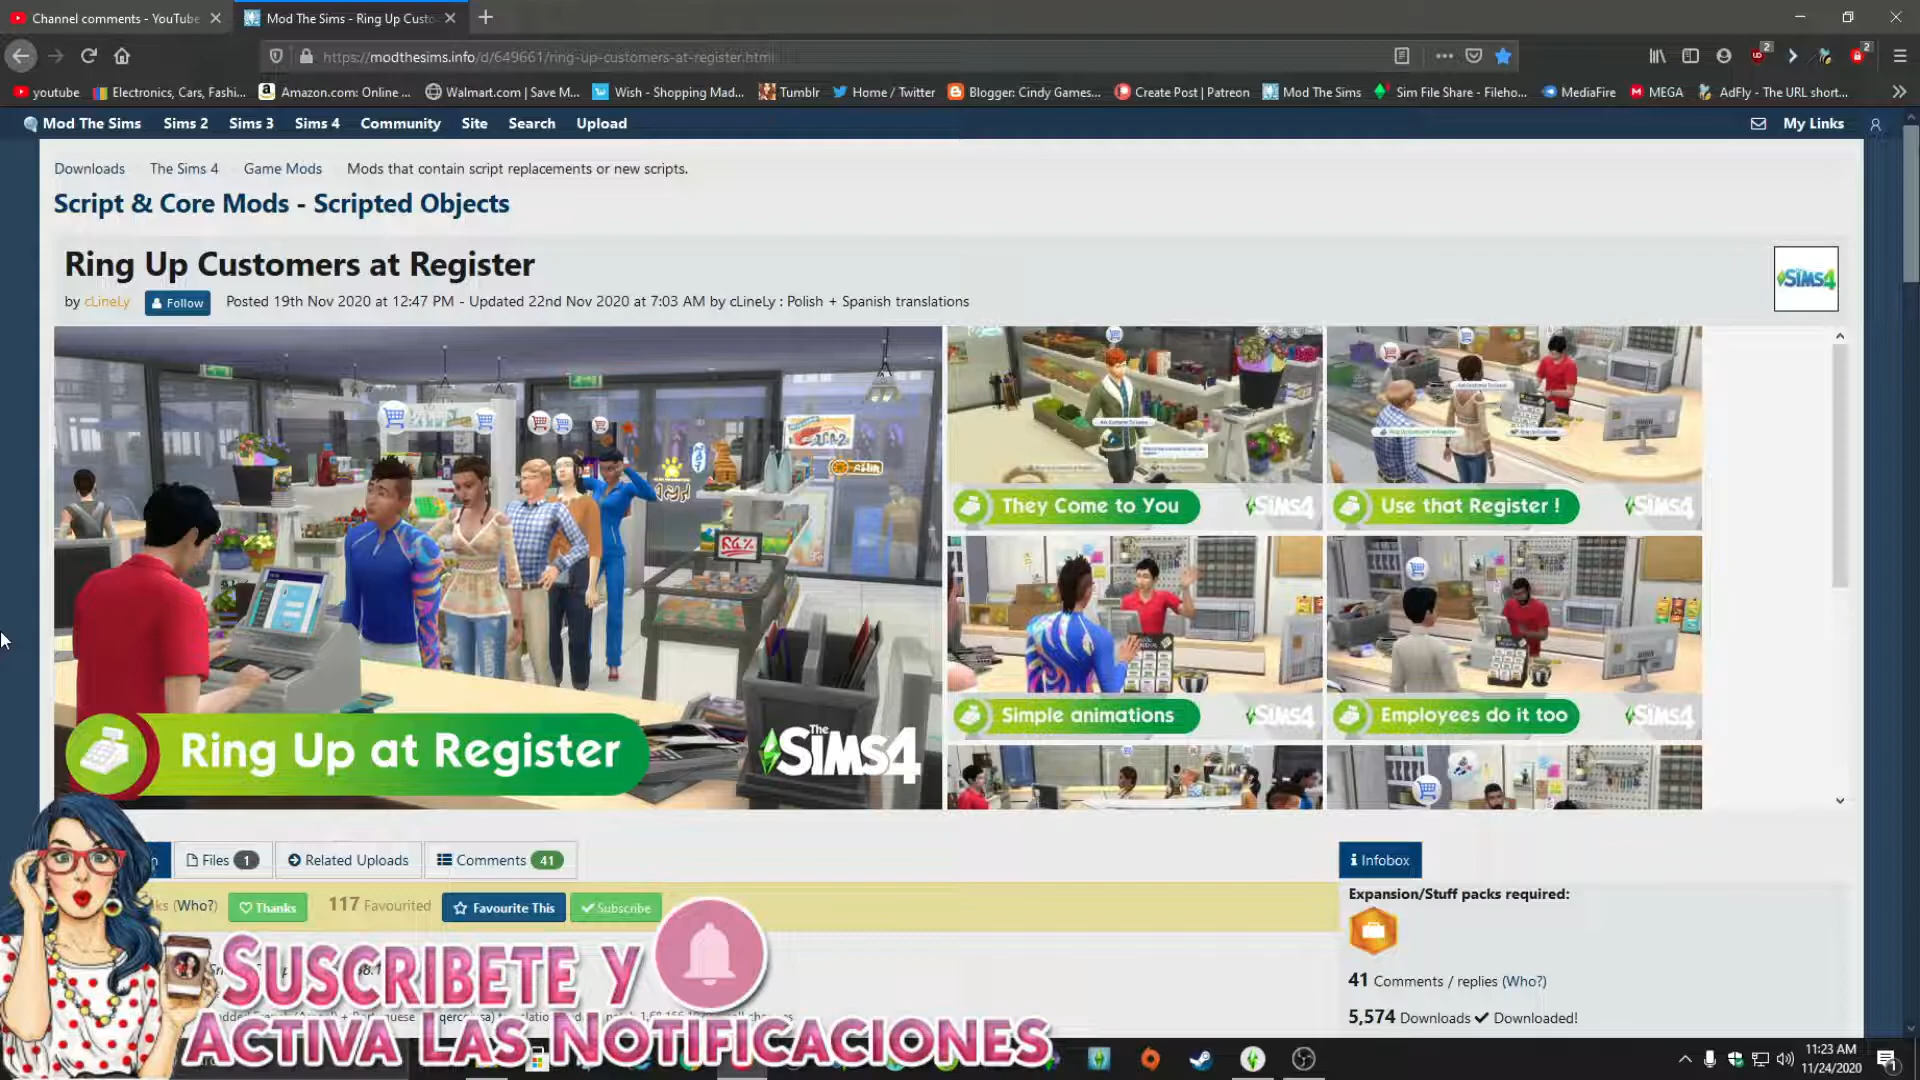 Channel comments - YouTube
Mod The Sims - Ring Up Custo
https://modthesims.info/d/649661/ring-up-customers-at-register.html
2
2
youtube
Electronics, Cars, Fashi...
Amazon.com: Online ...
Walmart.com | Save M...
Wish - Shopping Mad...
Tumblr
Home / Twitter
Blogger: Cindy Games...
Create Post | Patreon
Mod The Sims
Sim File Share - Fileho...
MediaFire
MEGA
AdFly - The URL short...
Mod The Sims
Sims 2
Sims 3
Sims 4
Community
Site
Search
Upload
My Links
Downloads
The Sims 4
Game Mods
Mods that contain script replacements or new scripts.
Script & Core Mods - Scripted Objects
Ring Up Customers at Register
The SIMS4
by cLineLy
Follow
Posted 19th Nov 2020 at 12:47 PM - Updated 22nd Nov 2020 at 7:03 AM by cLineLy : Polish + Spanish translations
They Come to You
SIMS4
Use that Register !
SIMS4
Simple animations
SIMS4
Employees do it too
SIMS4
Ring Up at Register
The SIMS4
Files 1
Related Uploads
Comments 41
Infobox
(Who?)
Thanks
117 Favourited
Favourite This
Subscribe
Expansion/Stuff packs required:
41 Comments / replies (Who?)
5,574 Downloads ✔ Downloaded!
SUSCRIBETE Y
ACTIVA LAS NOTIFICACIONES
11:23 AM
11/24/2020
1